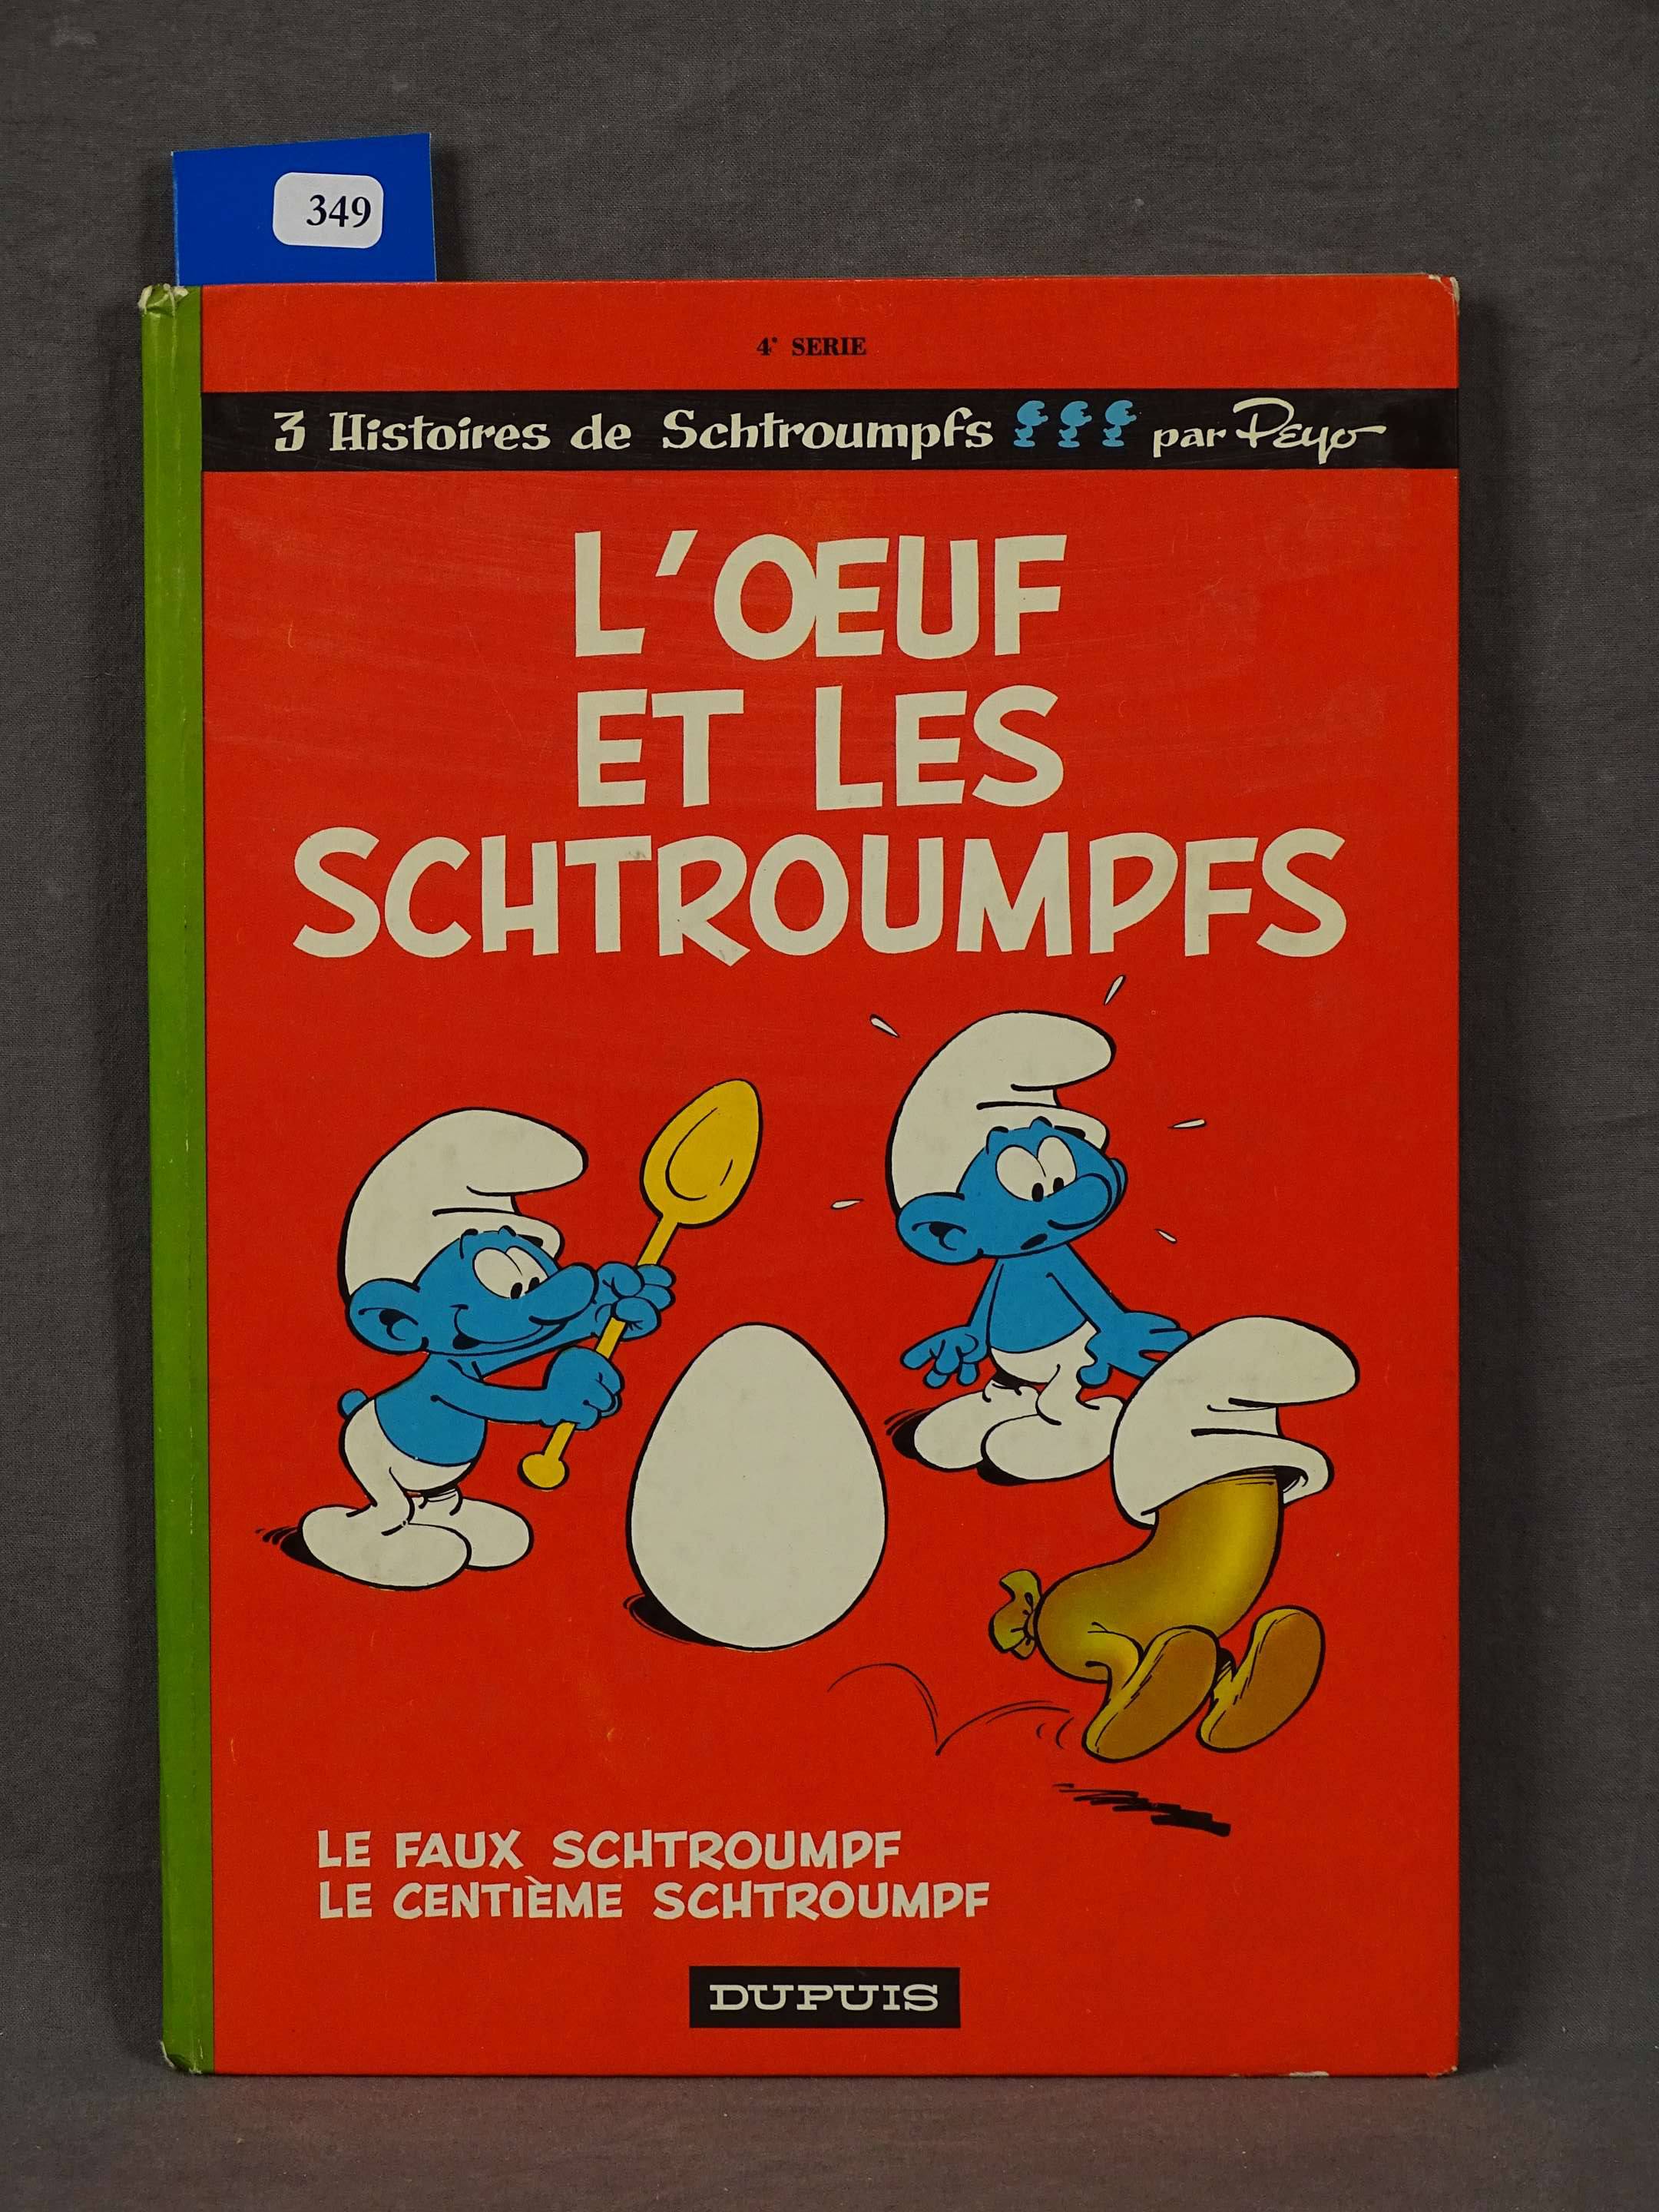 349
4e SERIE
3 Histoires de Schtroumpfs par Peyo
L'ŒUF
ET LES
SCHTROUMPFS
LE FAUX SCHTROUMPF
LE CENTIÈME SCHTROUMPF
DUPUIS